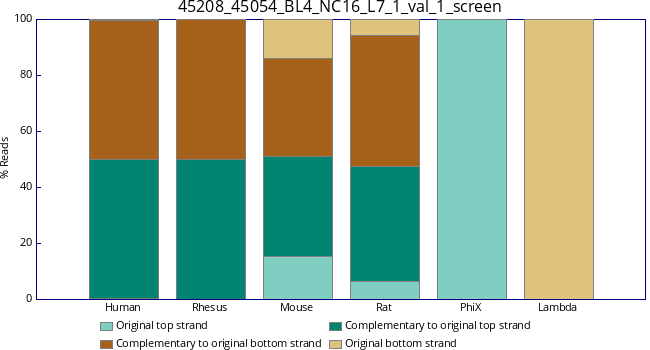 45208_45054_BL4_NC16_L7_1_val_1_screen
100
80
60
40
20
0
% Reads
Human Rhesus Mouse Rat PhiX Lambda
Original top strand Complementary to original top strand
Complementary to original bottom strand Original bottom strand